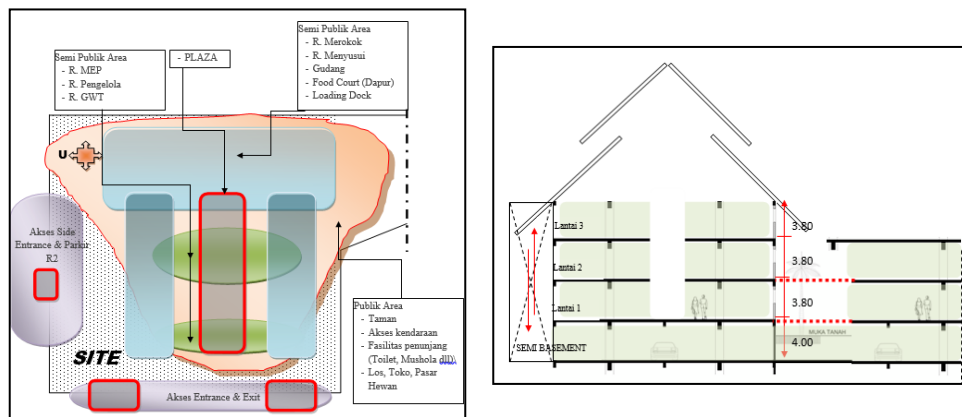 Semi Publik Area
- R. MEP
- R. Pengelola
- R. GWT
- PLAZA
Semi Publik Area
- R. Merokok
- R. Menyusui
- Gudang
- Food Court (Dapur)
- Loading Dock
U
Akses Side
Entrance & Parkir
R2
SITE
Akses Entrance & Exit
Publik Area
- Taman
- Akses kendaraan
- Fasilitas penunjang
(Toilet, Mushola dll)
- Los, Toko, Pasar
Hewan
Lantai 3
Lantai 2
Lantai 1
SEMI BASEMENT
3.80
3.80
3.80
4.00
MUKA TANAH